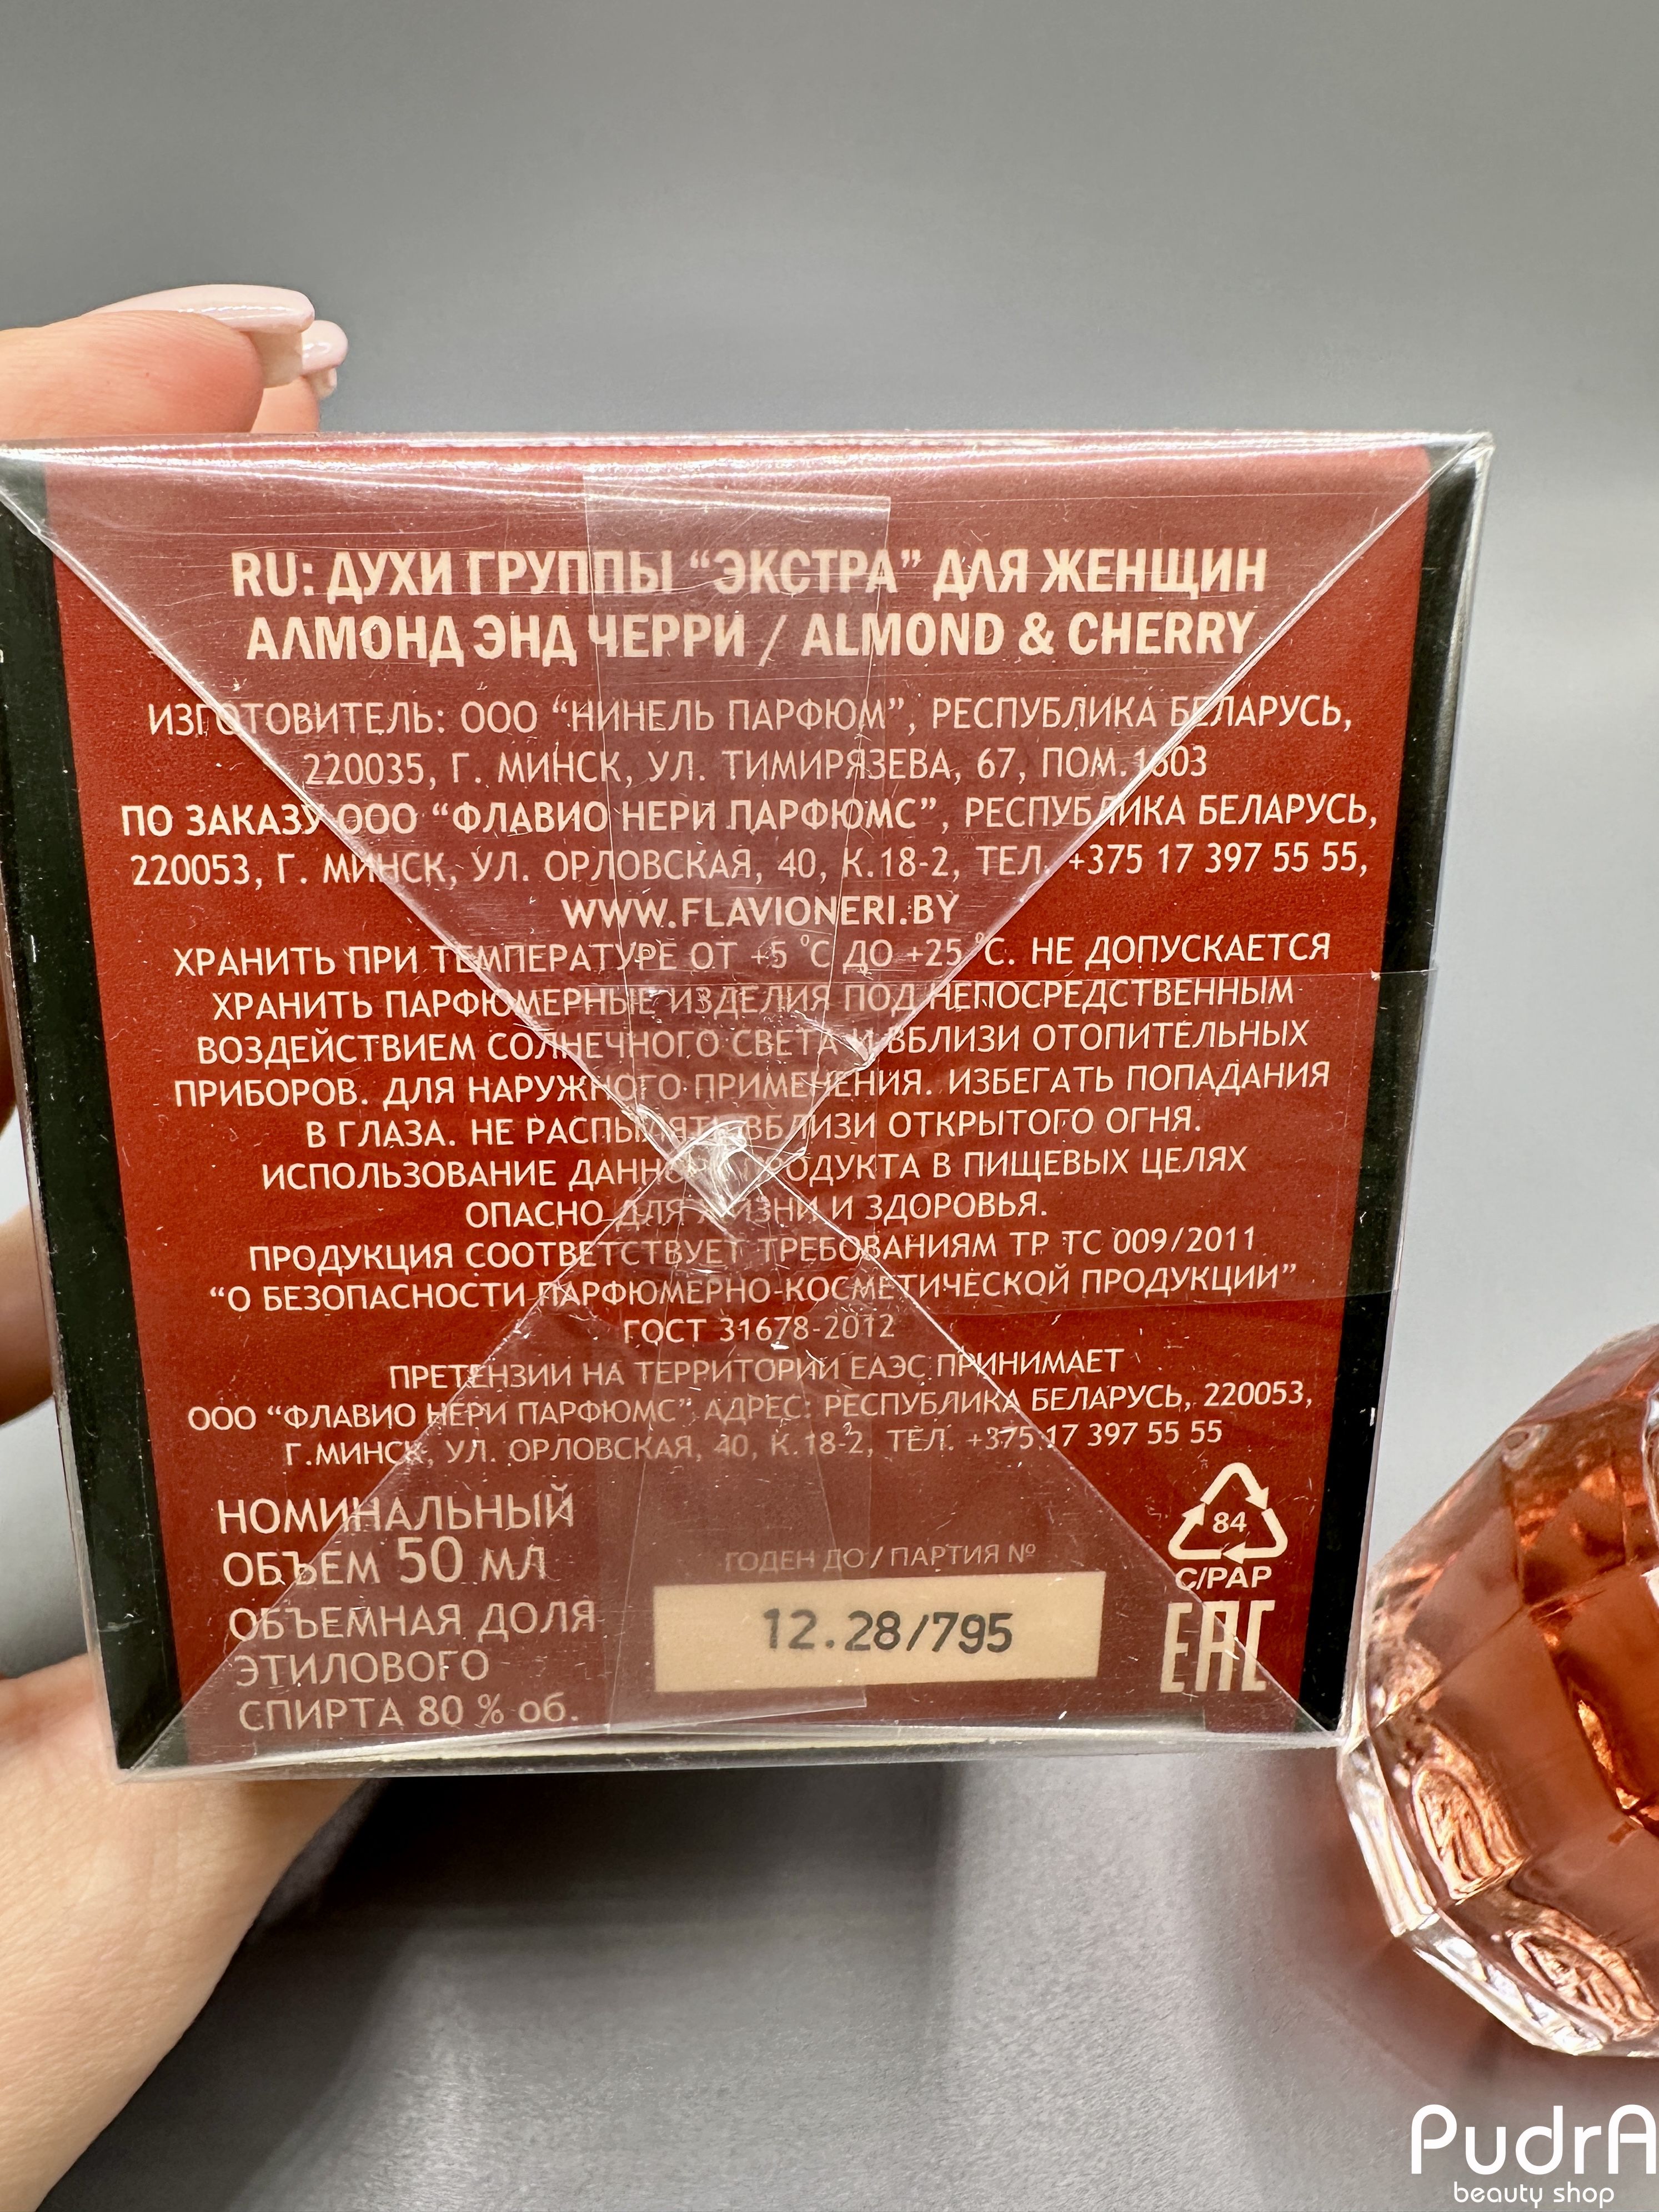 RU: ДУХИ ГРУППЫ “ЭКСТРА” ДЛЯ ЖЕНЩИН
АЛМОНД ЭНД ЧЕРРИ / ALMOND & CHERRY
ИЗГОТОВИТЕЛЬ: ООО “НИНЕЛЬ ПАРФЮМ”, РЕСПУБЛИКА БЕЛАРУСЬ,
220035, Г. МИНСК, УЛ. ТИМИРЯЗЕВА, 67, ПОМ.1603
ПО ЗАКАЗУ ООО “ФЛАВИО НЕРИ ПАРФЮМС”, РЕСПУБЛИКА БЕЛАРУСЬ,
220053, Г. МИНСК, УЛ. ОРЛОВСКАЯ, 40, К.18-2, ТЕЛ. +375 17 397 55 55,
WWW.FLAVIONERI.BY
ХРАНИТЬ ПРИ ТЕМПЕРАТУРЕ ОТ +5 °С ДО +25 °С. НЕ ДОПУСКАЕТСЯ
ХРАНИТЬ ПАРФЮМЕРНЫЕ ИЗДЕЛИЯ ПОД НЕПОСРЕДСТВЕННЫМ
ВОЗДЕЙСТВИЕМ СОЛНЕЧНОГО СВЕТА И ВБЛИЗИ ОТОПИТЕЛЬНЫХ
ПРИБОРОВ. ДЛЯ НАРУЖНОГО ПРИМЕНЕНИЯ. ИЗБЕГАТЬ ПОПАДАНИЯ
В ГЛАЗА. НЕ РАСПЫЛЯТЬ ВБЛИЗИ ОТКРЫТОГО ОГНЯ.
ИСПОЛЬЗОВАНИЕ ДАННОГО ПРОДУКТА В ПИЩЕВЫХ ЦЕЛЯХ
ОПАСНО ДЛЯ ЖИЗНИ И ЗДОРОВЬЯ.
ПРОДУКЦИЯ СООТВЕТСТВУЕТ ТРЕБОВАНИЯМ ТР ТС 009/2011
“О БЕЗОПАСНОСТИ ПАРФЮМЕРНО-КОСМЕТИЧЕСКОЙ ПРОДУКЦИИ”
ГОСТ 31678-2012
ПРЕТЕНЗИИ НА ТЕРРИТОРИИ ЕАЭС ПРИНИМАЕТ
ООО “ФЛАВИО НЕРИ ПАРФЮМС”. АДРЕС: РЕСПУБЛИКА БЕЛАРУСЬ, 220053,
Г.МИНСК, УЛ. ОРЛОВСКАЯ, 40, К.18-2, ТЕЛ. +375 17 397 55 55
НОМИНАЛЬНЫЙ
ОБЪЕМ 50 МЛ
ОБЪЕМНАЯ ДОЛЯ
ЭТИЛОВОГО
СПИРТА 80 % об.
ГОДЕН ДО / ПАРТИЯ №
12.28/795
84
C/PAP
EAC
PudrA
beauty shop